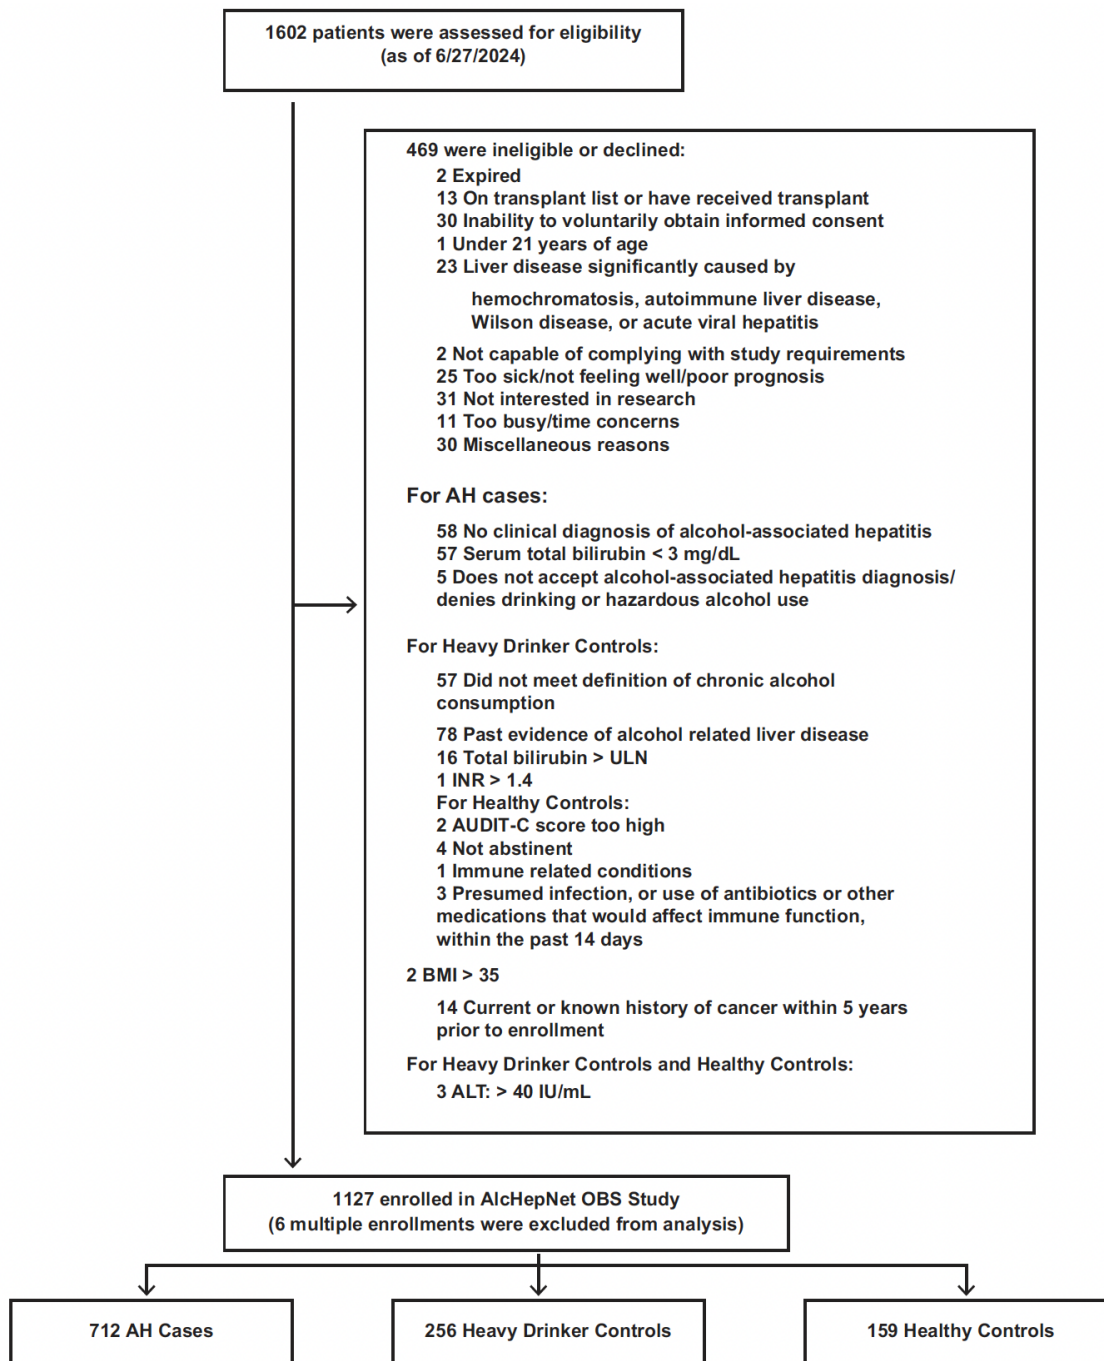 1602 patients were assessed for eligibility
(as of 6/27/2024)
469 were ineligible or declined:
2 Expired
13 On transplant list or have received transplant
30 Inability to voluntarily obtain informed consent
1 Under 21 years of age
23 Liver disease significantly caused by
hemochromatosis, autoimmune liver disease,
Wilson disease, or acute viral hepatitis
2 Not capable of complying with study requirements
25 Too sick/not feeling well/poor prognosis
31 Not interested in research
11 Too busy/time concerns
30 Miscellaneous reasons
For AH cases:
58 No clinical diagnosis of alcohol-associated hepatitis
57 Serum total bilirubin < 3 mg/dL
5 Does not accept alcohol-associated hepatitis diagnosis/
denies drinking or hazardous alcohol use
For Heavy Drinker Controls:
57 Did not meet definition of chronic alcohol
consumption
78 Past evidence of alcohol related liver disease
16 Total bilirubin > ULN
1 INR > 1.4
For Healthy Controls:
2 AUDIT-C score too high
4 Not abstinent
1 Immune related conditions
3 Presumed infection, or use of antibiotics or other
medications that would affect immune function,
within the past 14 days
2 BMI > 35
14 Current or known history of cancer within 5 years
prior to enrollment
For Heavy Drinker Controls and Healthy Controls:
3 ALT: > 40 IU/mL
1127 enrolled in AlcHepNet OBS Study
(6 multiple enrollments were excluded from analysis)
712 AH Cases
256 Heavy Drinker Controls
159 Healthy Controls